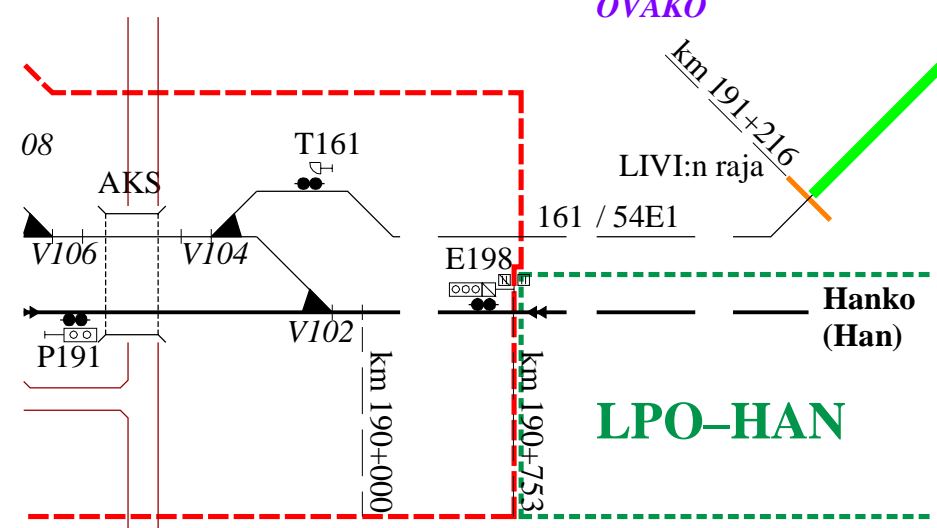 OVAKO
km 191+216
08
T161
LIVI:n raja
AKS
161 / 54E1
V106
V104
E198
N
Hanko
(Han)
V102
P191
km 190+000
km 190+753
LPO–HAN